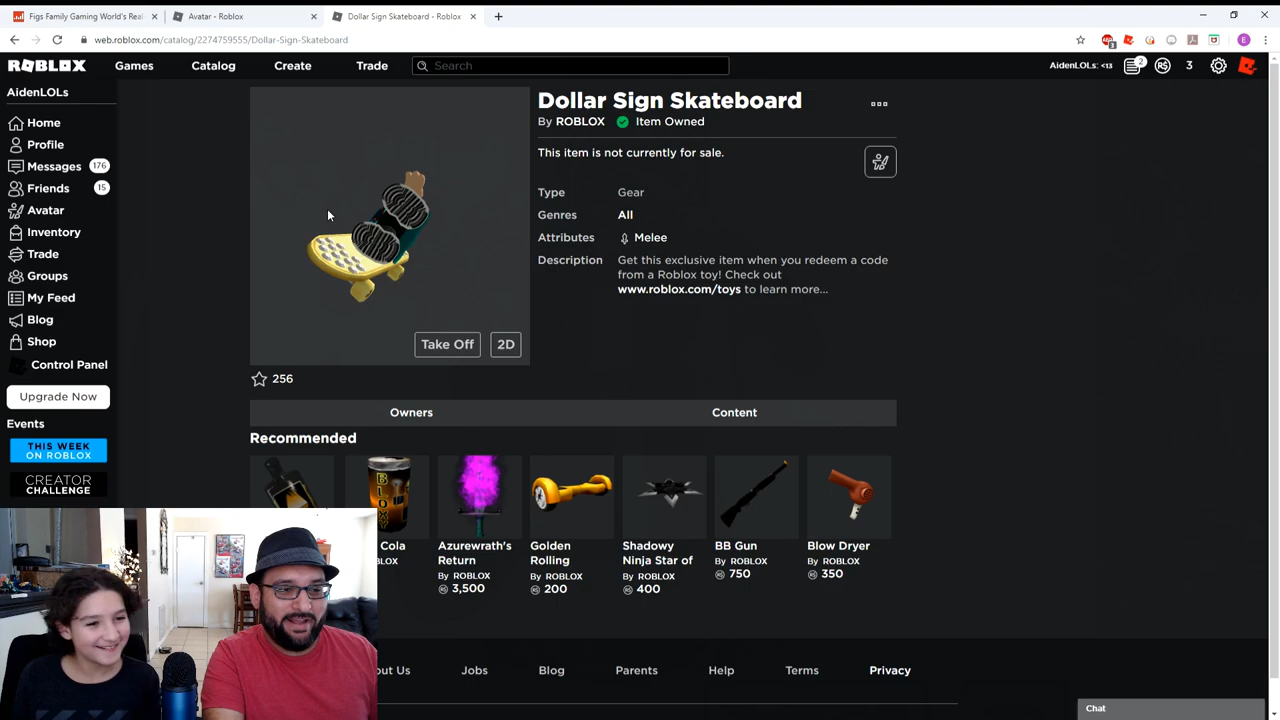 Figs Family Gaming World's Rea
Avatar - Roblox
Dollar Sign Skateboard - Roblox
web.roblox.com/catalog/2274759555/Dollar-Sign-Skateboard
ROBLOX
Games
Catalog
Create
Trade
Search
AidenLOLs: <13
2
3
AidenLOLs
Home
Profile
Messages 176
Friends 15
Avatar
Inventory
Trade
Groups
My Feed
Blog
Shop
Control Panel
Upgrade Now
Events
THIS WEEK
ON ROBLOX
CREATOR
CHALLENGE
Take Off
2D
256
Dollar Sign Skateboard
By ROBLOX Item Owned
This item is not currently for sale.
Type Gear
Genres All
Attributes Melee
Description Get this exclusive item when you redeem a code
from a Roblox toy! Check out
www.roblox.com/toys to learn more...
Owners
Content
Recommended
BLOXY
Cola
Azurewrath's
Return
By ROBLOX
3,500
Golden
Rolling
By ROBLOX
200
Shadowy
Ninja Star of
By ROBLOX
400
BB Gun
By ROBLOX
750
Blow Dryer
By ROBLOX
350
Us
Jobs
Blog
Parents
Help
Terms
Privacy
Chat